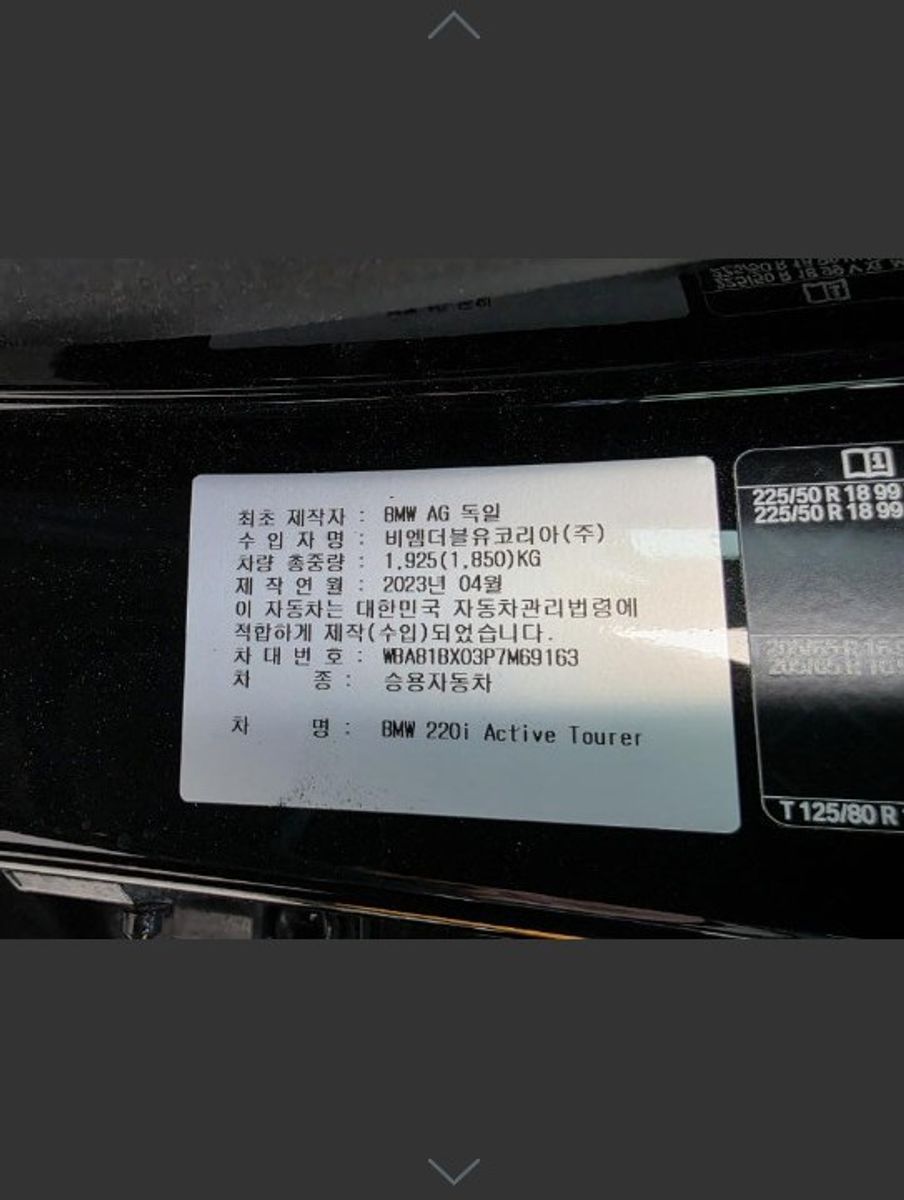 최초 제작자 : BMW AG 독일
수 입 자 명 : 비엠더블유코리아(주)
차량 총중량 : 1,925(1,850)KG
제 작 연 월 : 2023년 04월
이 자동차는 대한민국 자동차관리법령에
적합하게 제작(수입)되었습니다.
차 대 번 호 : WBA81BX03P7M69163
차 종 : 승용자동차
차 명 : BMW 220i Active Tourer
225/50 R 18 99
225/50 R 18 99
205/65 R 16
T 125/80 R